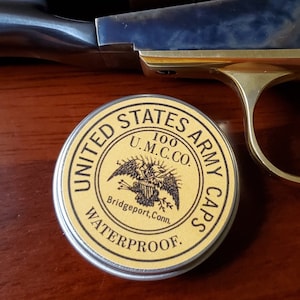 UNITED STATES ARMY CAPS
100
U.M.C.CO.
Bridgeport, Conn.
WATERPROOF.